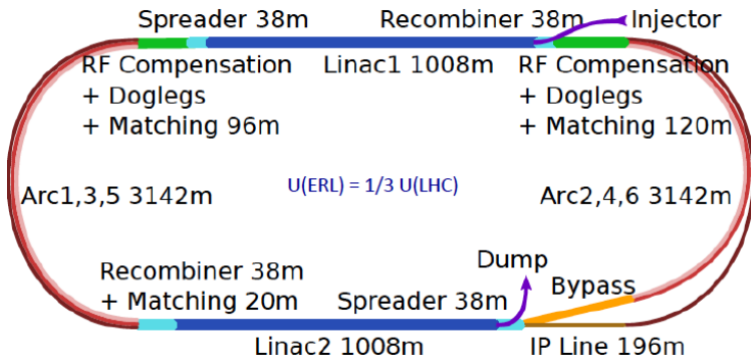 Spreader 38m
Recombiner 38m
Injector
RF Compensation
+ Doglegs
+ Matching 96m
Linac1 1008m
RF Compensation
+ Doglegs
+ Matching 120m
Arc1,3,5 3142m
U(ERL) = 1/3 U(LHC)
Arc2,4,6 3142m
Recombiner 38m
+ Matching 20m
Spreader 38m
Dump
Bypass
Linac2 1008m
IP Line 196m